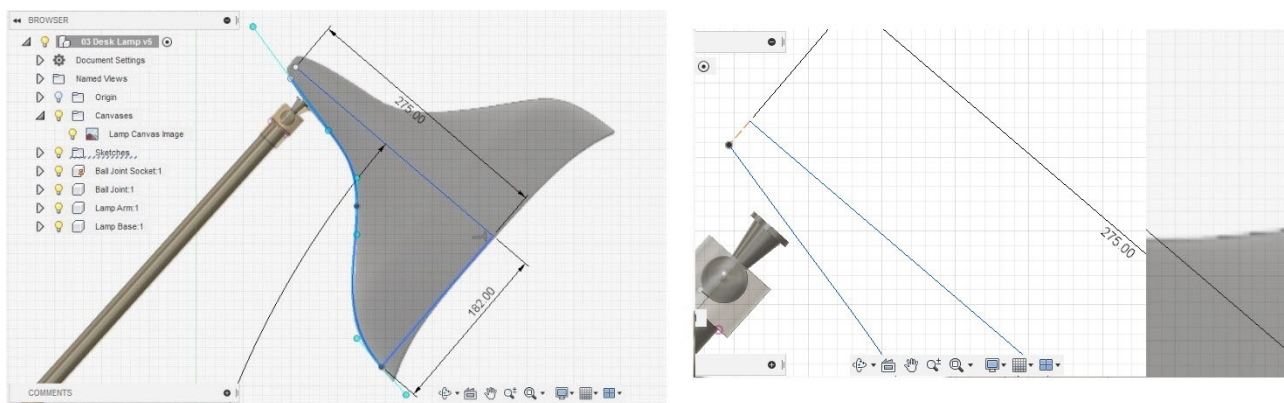 BROWSER
03 Desk Lamp v5
Document Settings
Named Views
Origin
Canvases
Lamp Canvas Image
Sketches
Ball Joint Socket:1
Ball Joint:1
Lamp Arm:1
Lamp Base:1
COMMENTS
275.00
182.00
275.00